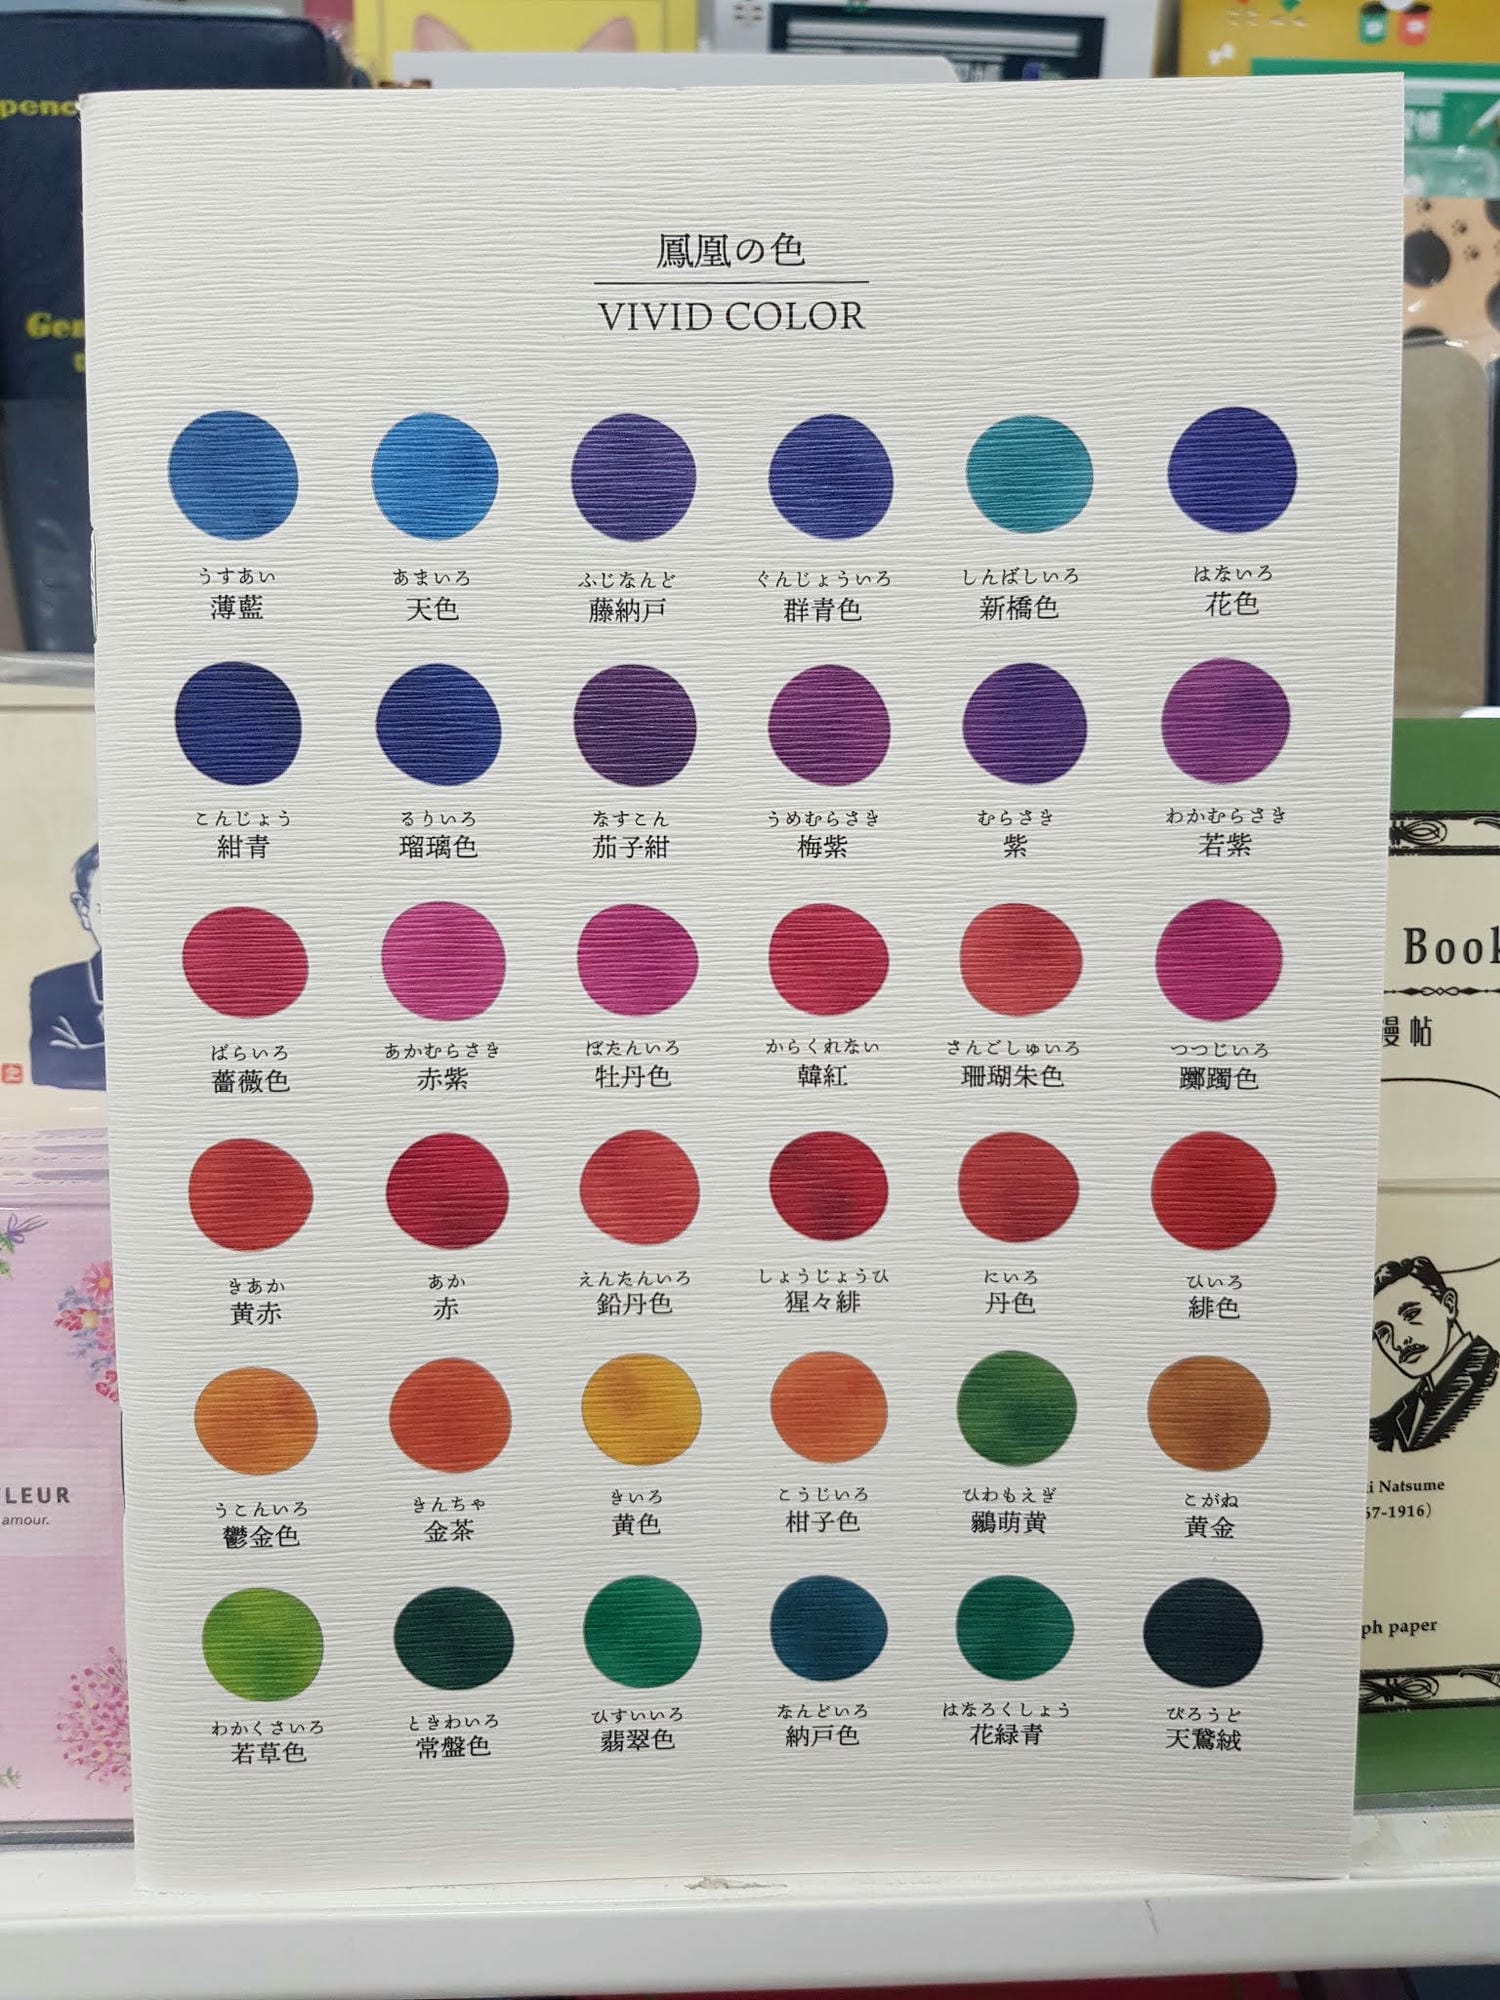 penc
Gen
鳳凰の色
VIVID COLOR
うすあい あまいろ ふじなんど ぐんじょういろ しんばしいろ はないろ
薄藍 天色 藤納戸 群青色 新橋色 花色
こんじょう るりいろ なすこん うめむらさき むらさき わかむらさき
紺青 瑠璃色 茄子紺 梅紫 紫 若紫
ばらいろ あかむらさき ぼたんいろ からくれない さんごしゅいろ つつじいろ
薔薇色 赤紫 牡丹色 韓紅 珊瑚朱色 躑躅色
きあか あか えんたんいろ しょうじょうひ にいろ ひいろ
黄赤 赤 鉛丹色 猩々緋 丹色 緋色
うこんいろ きんちゃ きいろ こうじいろ ひわもえぎ こがね
鬱金色 金茶 黄色 柑子色 鶸萌黄 黄金
わかくさいろ ときわいろ ひすいいろ なんどいろ はなろくしょう びろうど
若草色 常盤色 翡翠色 納戸色 花緑青 天鵞絨
Book
帖
i Natsume
67-1916)
ph paper
LEUR
amour.